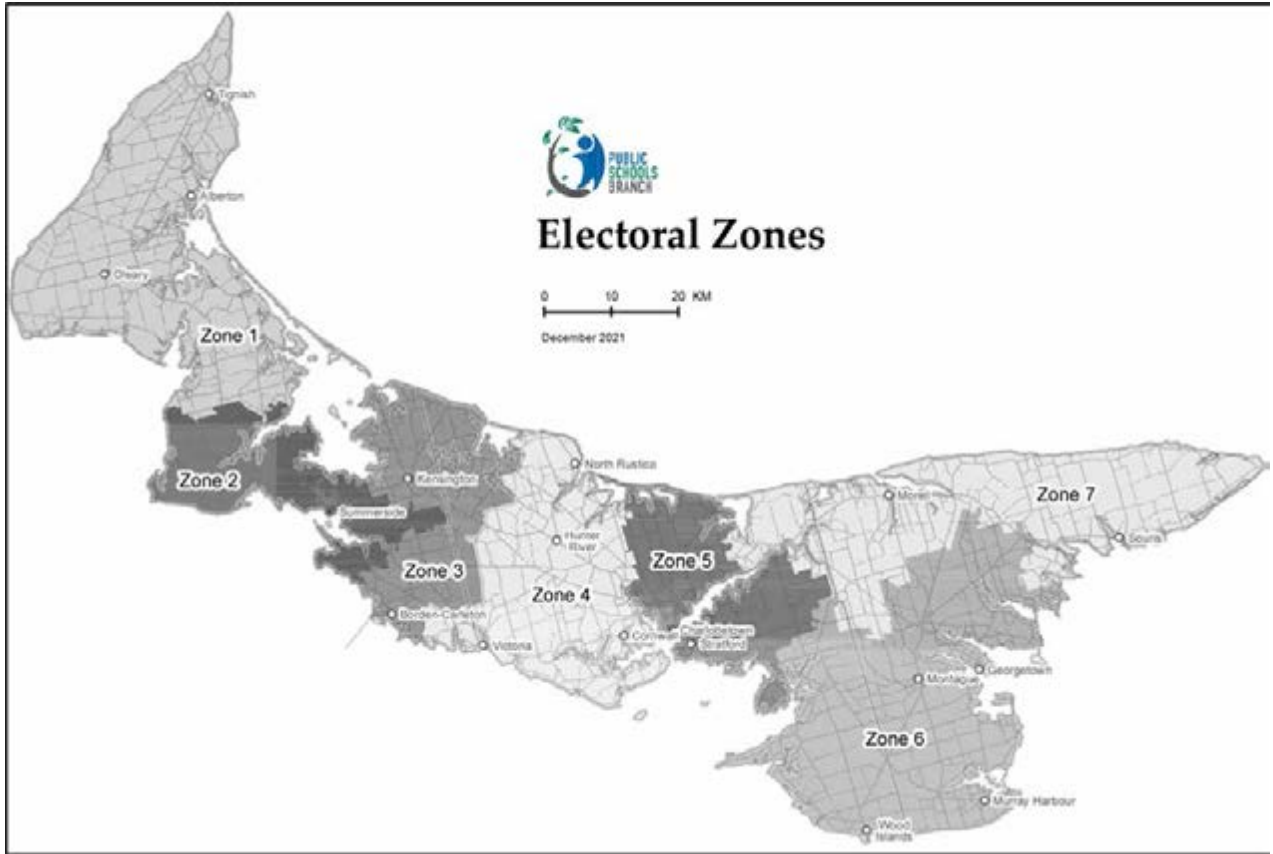 Tignish
PUBLIC
SCHOOLS
BRANCH
Alberton
Electoral Zones
O'leary
0 10 20 KM
Zone 1
December 2021
North Rustico
Zone 2
Kensington
Morell
Zone 7
Summerside
Hunter
River
Souris
Zone 3
Zone 5
Zone 4
Borden-Carleton
Cornwall
Charlottetown
Stratford
Victoria
Georgetown
Montague
Zone 6
Murray Harbour
Wood
Islands